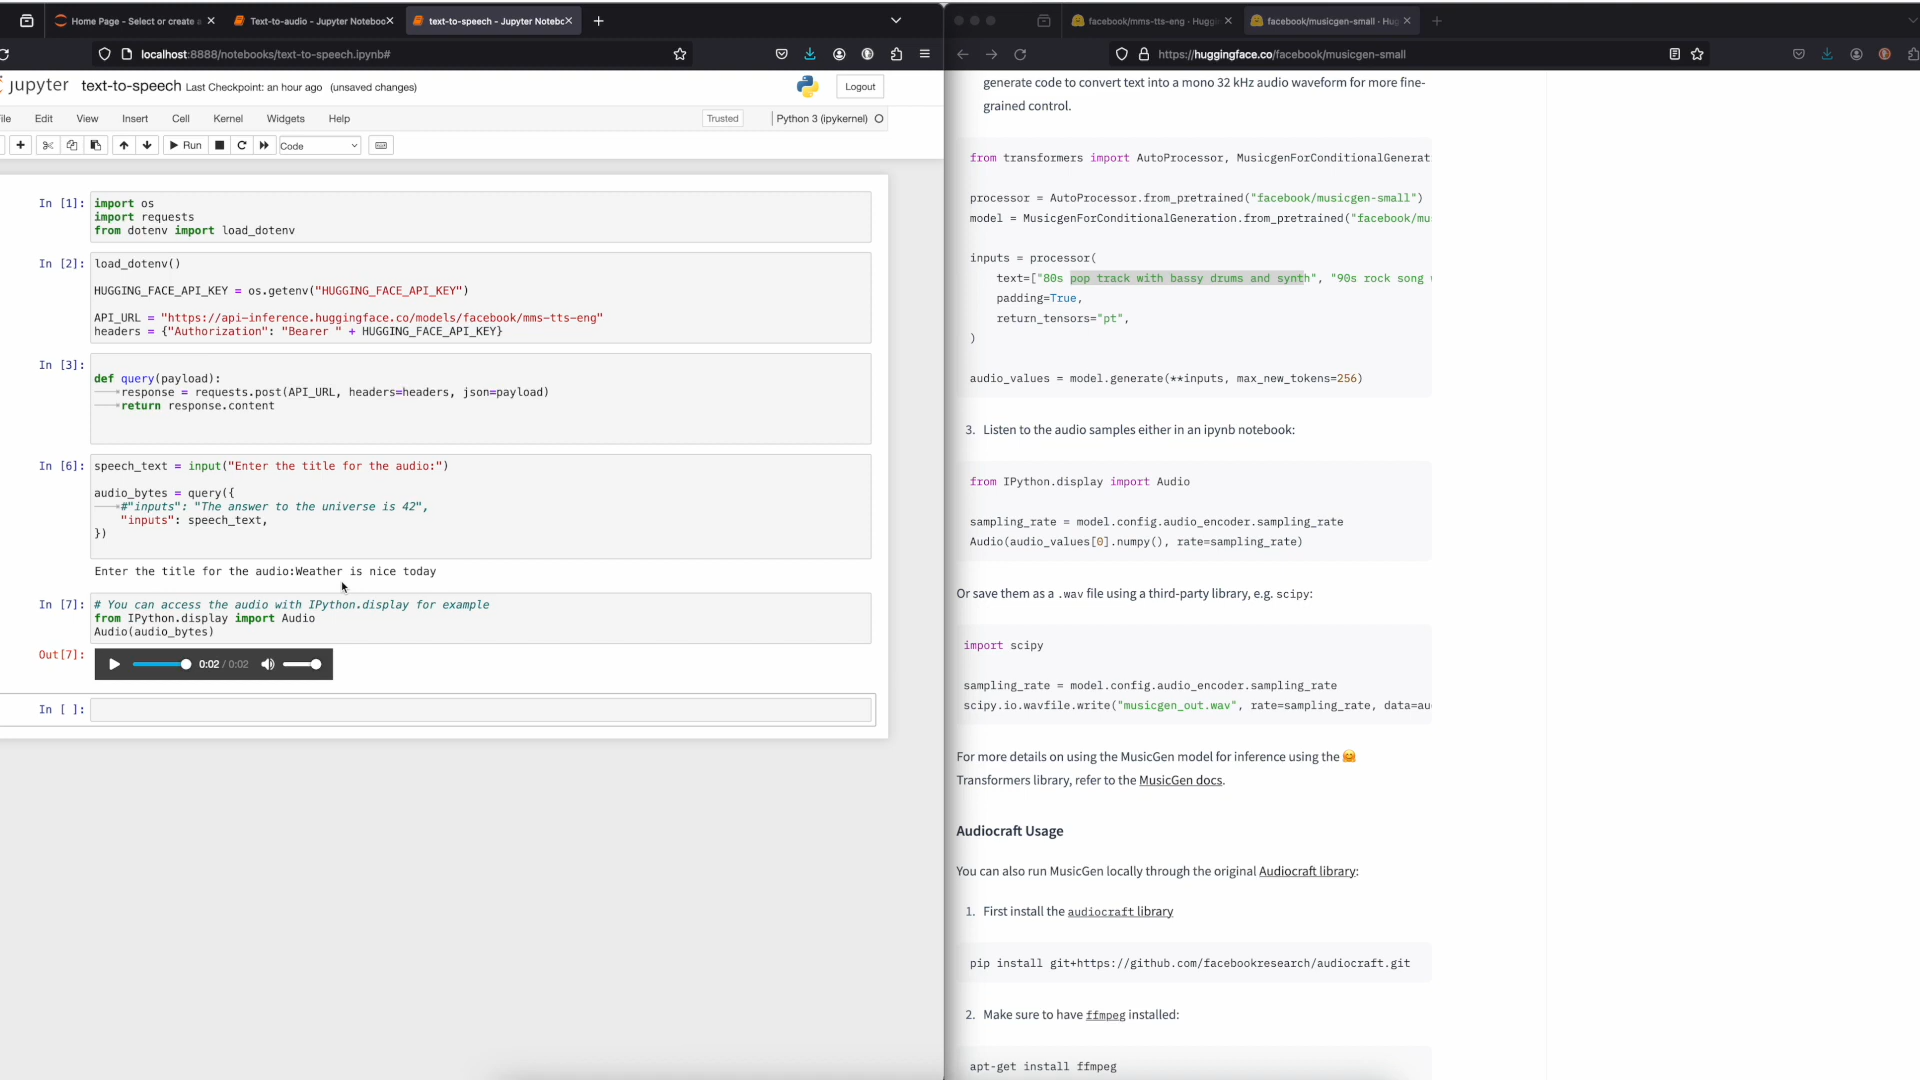 Home Page - Select or create a
Text-to-audio - Jupyter Noteboo
text-to-speech - Jupyter Notebo
localhost:8888/notebooks/text-to-speech.ipynb#
jupyter text-to-speech Last Checkpoint: an hour ago (unsaved changes)
Logout
Edit View Insert Cell Kernel Widgets Help
Trusted
Python 3 (ipykernel)
Run
Code
In [1]: import os
import requests
from dotenv import load_dotenv
In [2]: load_dotenv()
HUGGING_FACE_API_KEY = os.getenv("HUGGING_FACE_API_KEY")
API_URL = "https://api-inference.huggingface.co/models/facebook/mms-tts-eng"
headers = {"Authorization": "Bearer " + HUGGING_FACE_API_KEY}
In [3]:
def query(payload):
response = requests.post(API_URL, headers=headers, json=payload)
return response.content
In [6]: speech_text = input("Enter the title for the audio:")
audio_bytes = query({
#"inputs": "The answer to the universe is 42",
"inputs": speech_text,
})
Enter the title for the audio:Weather is nice today
In [7]: # You can access the audio with IPython.display for example
from IPython.display import Audio
Audio(audio_bytes)
Out[7]:
0:02 / 0:02
In [ ]:
facebook/mms-tts-eng · Huggi
facebook/musicgen-small · Hug
https://huggingface.co/facebook/musicgen-small
generate code to convert text into a mono 32 kHz audio waveform for more fine-
grained control.
from transformers import AutoProcessor, MusicgenForConditionalGenerat
processor = AutoProcessor.from_pretrained("facebook/musicgen-small")
model = MusicgenForConditionalGeneration.from_pretrained("facebook/mu
inputs = processor(
text=["80s pop track with bassy drums and synth", "90s rock song
padding=True,
return_tensors="pt",
)
audio_values = model.generate(**inputs, max_new_tokens=256)
3. Listen to the audio samples either in an ipynb notebook:
from IPython.display import Audio
sampling_rate = model.config.audio_encoder.sampling_rate
Audio(audio_values[0].numpy(), rate=sampling_rate)
Or save them as a .wav file using a third-party library, e.g. scipy:
import scipy
sampling_rate = model.config.audio_encoder.sampling_rate
scipy.io.wavfile.write("musicgen_out.wav", rate=sampling_rate, data=au
For more details on using the MusicGen model for inference using the 🤗
Transformers library, refer to the MusicGen docs.
Audiocraft Usage
You can also run MusicGen locally through the original Audiocraft library:
1. First install the audiocraft library
pip install git+https://github.com/facebookresearch/audiocraft.git
2. Make sure to have ffmpeg installed:
apt-get install ffmpeg